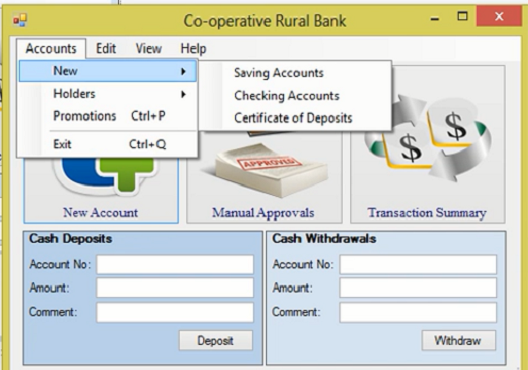 Co-operative Rural Bank
Accounts Edit View Help
New
Holders
Promotions Ctrl+P
Exit Ctrl+Q
Saving Accounts
Checking Accounts
Certificate of Deposits
APPROVED
$ $
New Account
Manual Approvals
Transaction Summary
Cash Deposits
Account No:
Amount:
Comment:
Deposit
Cash Withdrawals
Account No:
Amount:
Comment:
Withdraw